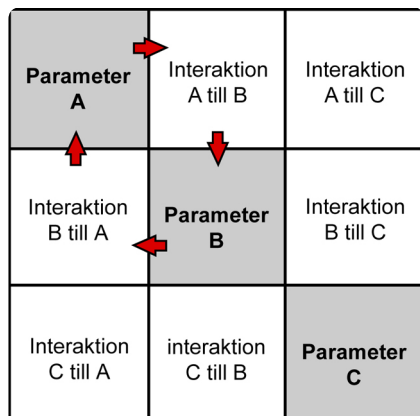 Parameter
A
Interaktion
A till B
Interaktion
A till C
Interaktion
B till A
Parameter
B
Interaktion
B till C
Interaktion
C till A
interaktion
C till B
Parameter
C